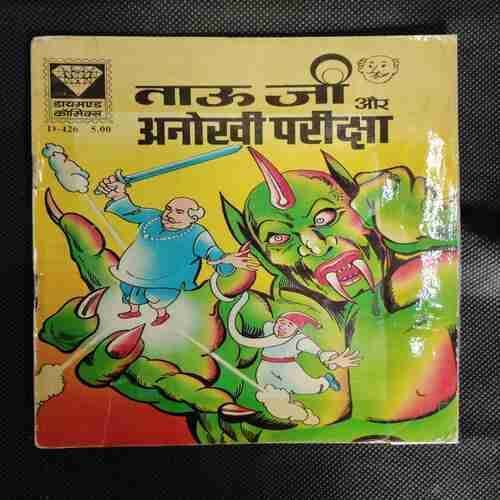 डायमण्ड
कॉमिक्स
D-426 5.00
ताऊ जी और
अनोखी परीक्षा